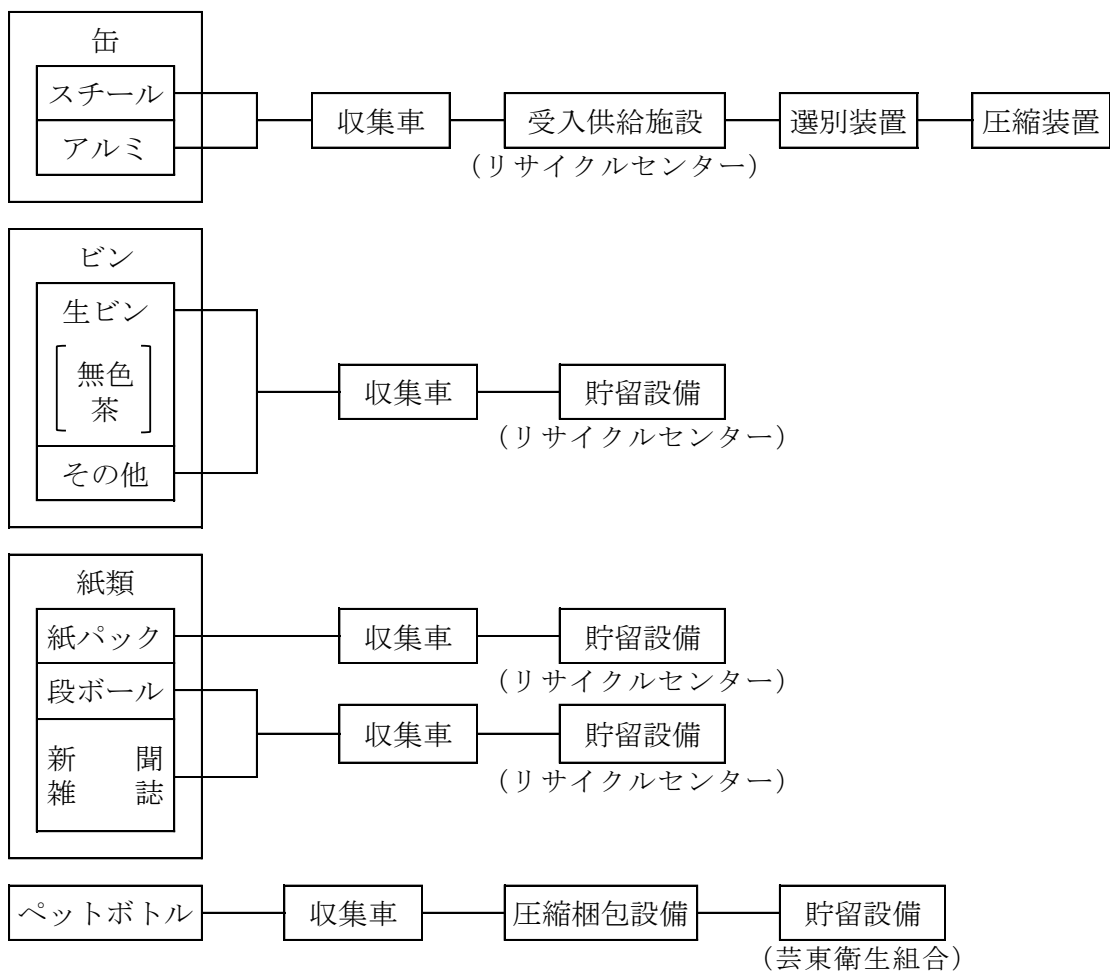 缶
スチール
アルミ
収集車
受入供給施設
選別装置
圧縮装置
（リサイクルセンター）
ビン
生ビン
無色
茶
その他
収集車
貯留設備
（リサイクルセンター）
紙類
紙パック
収集車
貯留設備
（リサイクルセンター）
段ボール
新　聞
雑　誌
収集車
貯留設備
（リサイクルセンター）
ペットボトル
収集車
圧縮梱包設備
貯留設備
（芸東衛生組合）